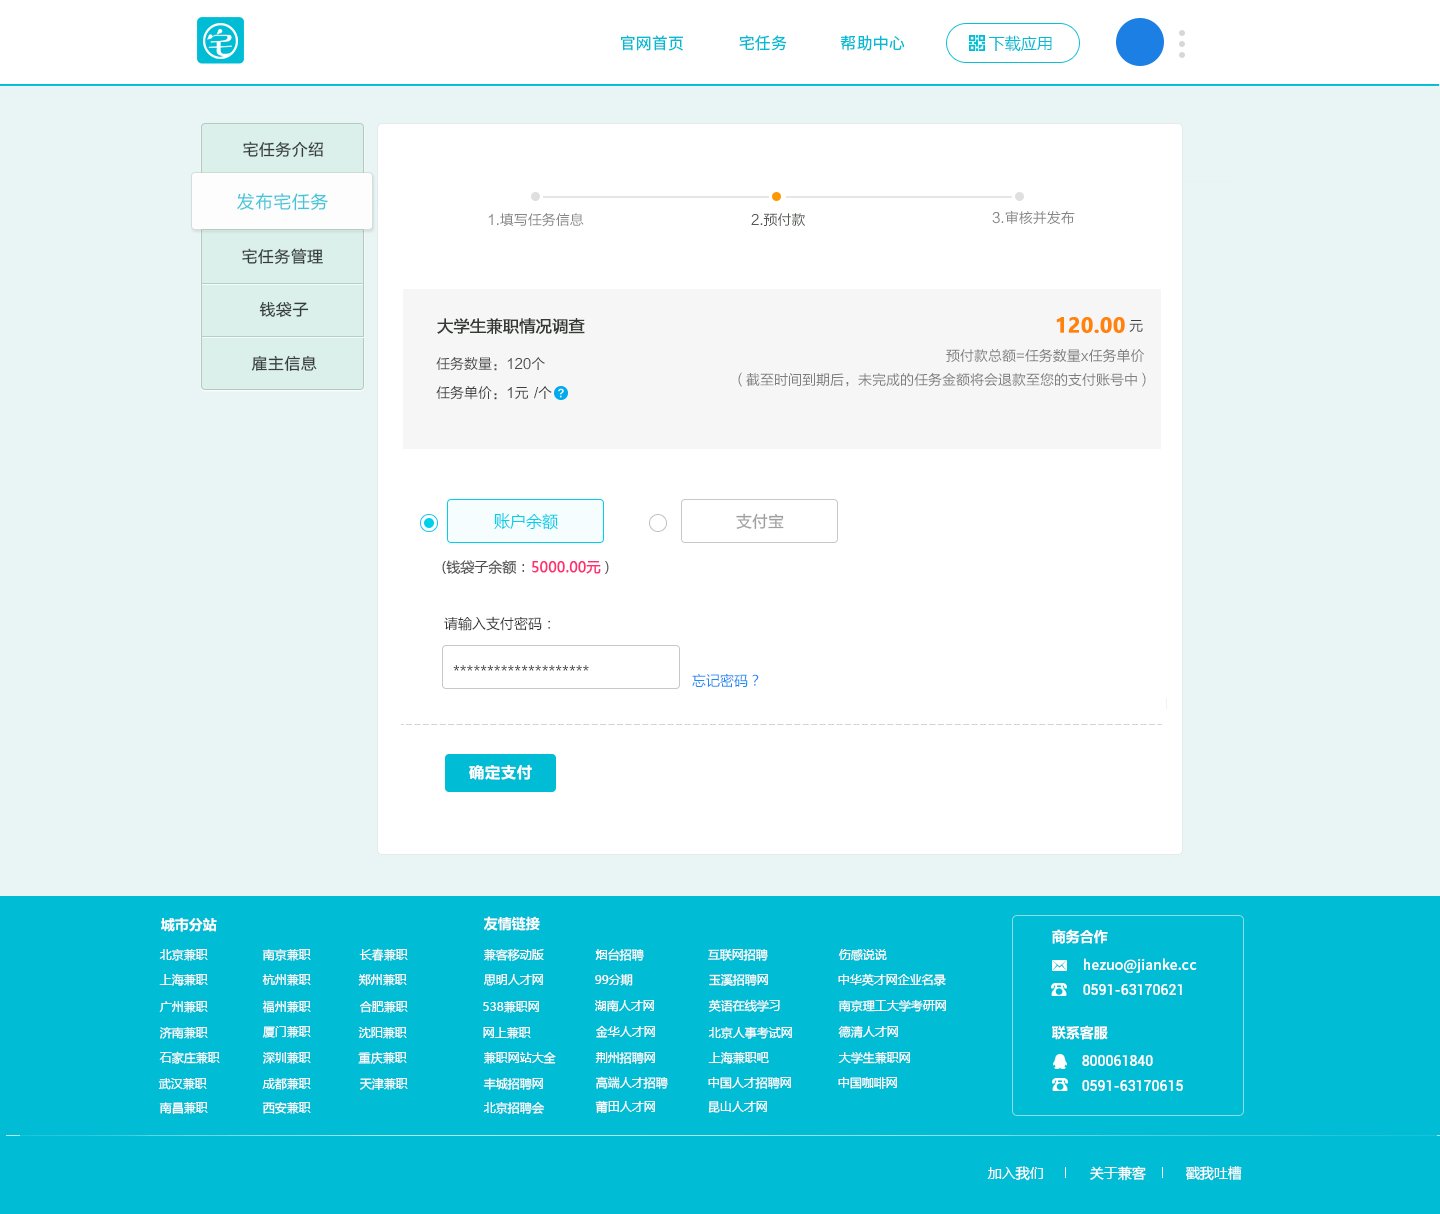 宅
官网首页 宅任务 帮助中心 下载应用
宅任务介绍
发布宅任务
宅任务管理
钱袋子
雇主信息
1.填写任务信息 2.预付款 3.审核并发布
大学生兼职情况调查 120.00 元
任务数量：120个 预付款总额=任务数量x任务单价
任务单价：1元 /个 ? （截至时间到期后，未完成的任务金额将会退款至您的支付账号中）
账户余额 支付宝
(钱袋子余额：5000.00元 )
请输入支付密码：
********************
忘记密码？
确定支付
城市分站 友情链接
北京兼职 南京兼职 长春兼职 兼客移动版 烟台招聘 互联网招聘 伤感说说
上海兼职 杭州兼职 郑州兼职 思明人才网 99分期 玉溪招聘网 中华英才网企业名录
广州兼职 福州兼职 合肥兼职 538兼职网 湖南人才网 英语在线学习 南京理工大学考研网
济南兼职 厦门兼职 沈阳兼职 网上兼职 金华人才网 北京人事考试网 德清人才网
石家庄兼职 深圳兼职 重庆兼职 兼职网站大全 荆州招聘网 上海兼职吧 大学生兼职网
武汉兼职 成都兼职 天津兼职 丰城招聘网 高端人才招聘 中国人才招聘网 中国咖啡网
南昌兼职 西安兼职 北京招聘会 莆田人才网 昆山人才网
商务合作
hezuo@jianke.cc
0591-63170621
联系客服
800061840
0591-63170615
加入我们 关于兼客 戳我吐槽